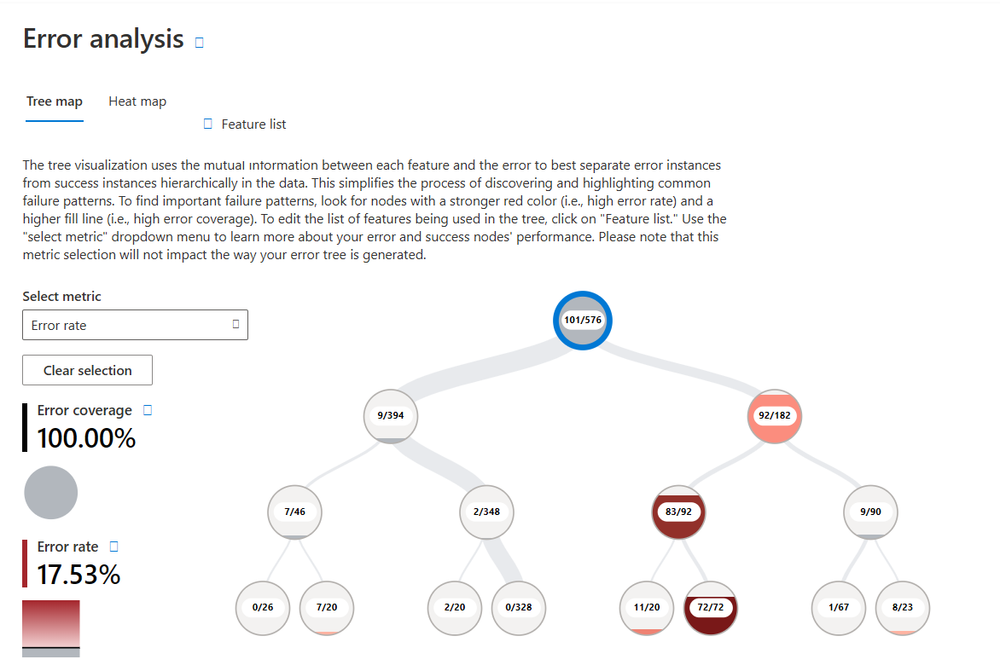 Error analysis
Tree map Heat map
Feature list
The tree visualization uses the mutual information between each feature and the error to best separate error instances
from success instances hierarchically in the data. This simplifies the process of discovering and highlighting common
failure patterns. To find important failure patterns, look for nodes with a stronger red color (i.e., high error rate) and a
higher fill line (i.e., high error coverage). To edit the list of features being used in the tree, click on "Feature list." Use the
"select metric" dropdown menu to learn more about your error and success nodes' performance. Please note that this
metric selection will not impact the way your error tree is generated.
Select metric
Error rate
Clear selection
Error coverage
100.00%
Error rate
17.53%
101/576
9/394 92/182
7/46 2/348 83/92 9/90
0/26 7/20 2/20 0/328 11/20 72/72 1/67 8/23